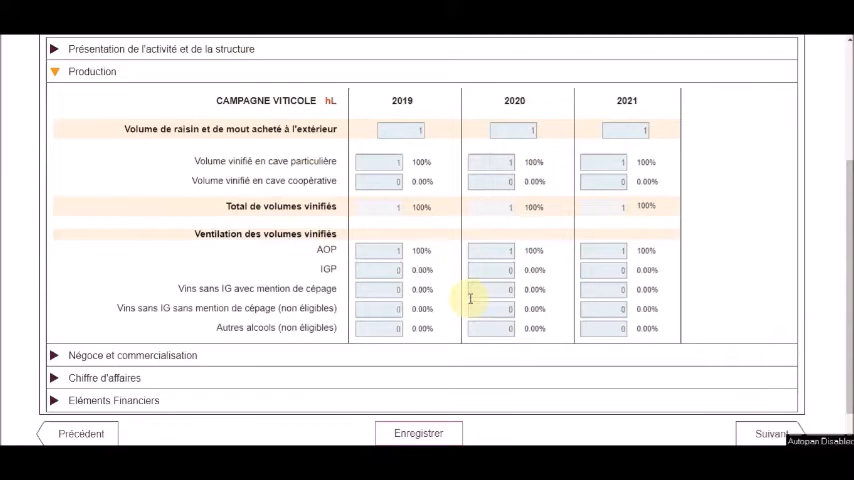 Présentation de l'activité et de la structure
Production
CAMPAGNE VITICOLE hL 2019 2020 2021
Volume de raisin et de mout acheté à l'extérieur 1 1 1
Volume vinifié en cave particulière 1 100% 1 100% 1 100%
Volume vinifié en cave coopérative 0 0.00% 0 0.00% 0 0.00%
Total de volumes vinifiés 1 100% 1 100% 1 100%
Ventilation des volumes vinifiés
AOP 1 100% 1 100% 1 100%
IGP 0 0.00% 0 0.00% 0 0.00%
Vins sans IG avec mention de cépage 0 0.00% 0 0.00% 0 0.00%
Vins sans IG sans mention de cépage (non éligibles) 0 0.00% 0 0.00% 0 0.00%
Autres alcools (non éligibles) 0 0.00% 0 0.00% 0 0.00%
Négoce et commercialisation
Chiffre d'affaires
Eléments Financiers
Précédent Enregistrer Suivant
Autopan Disabled